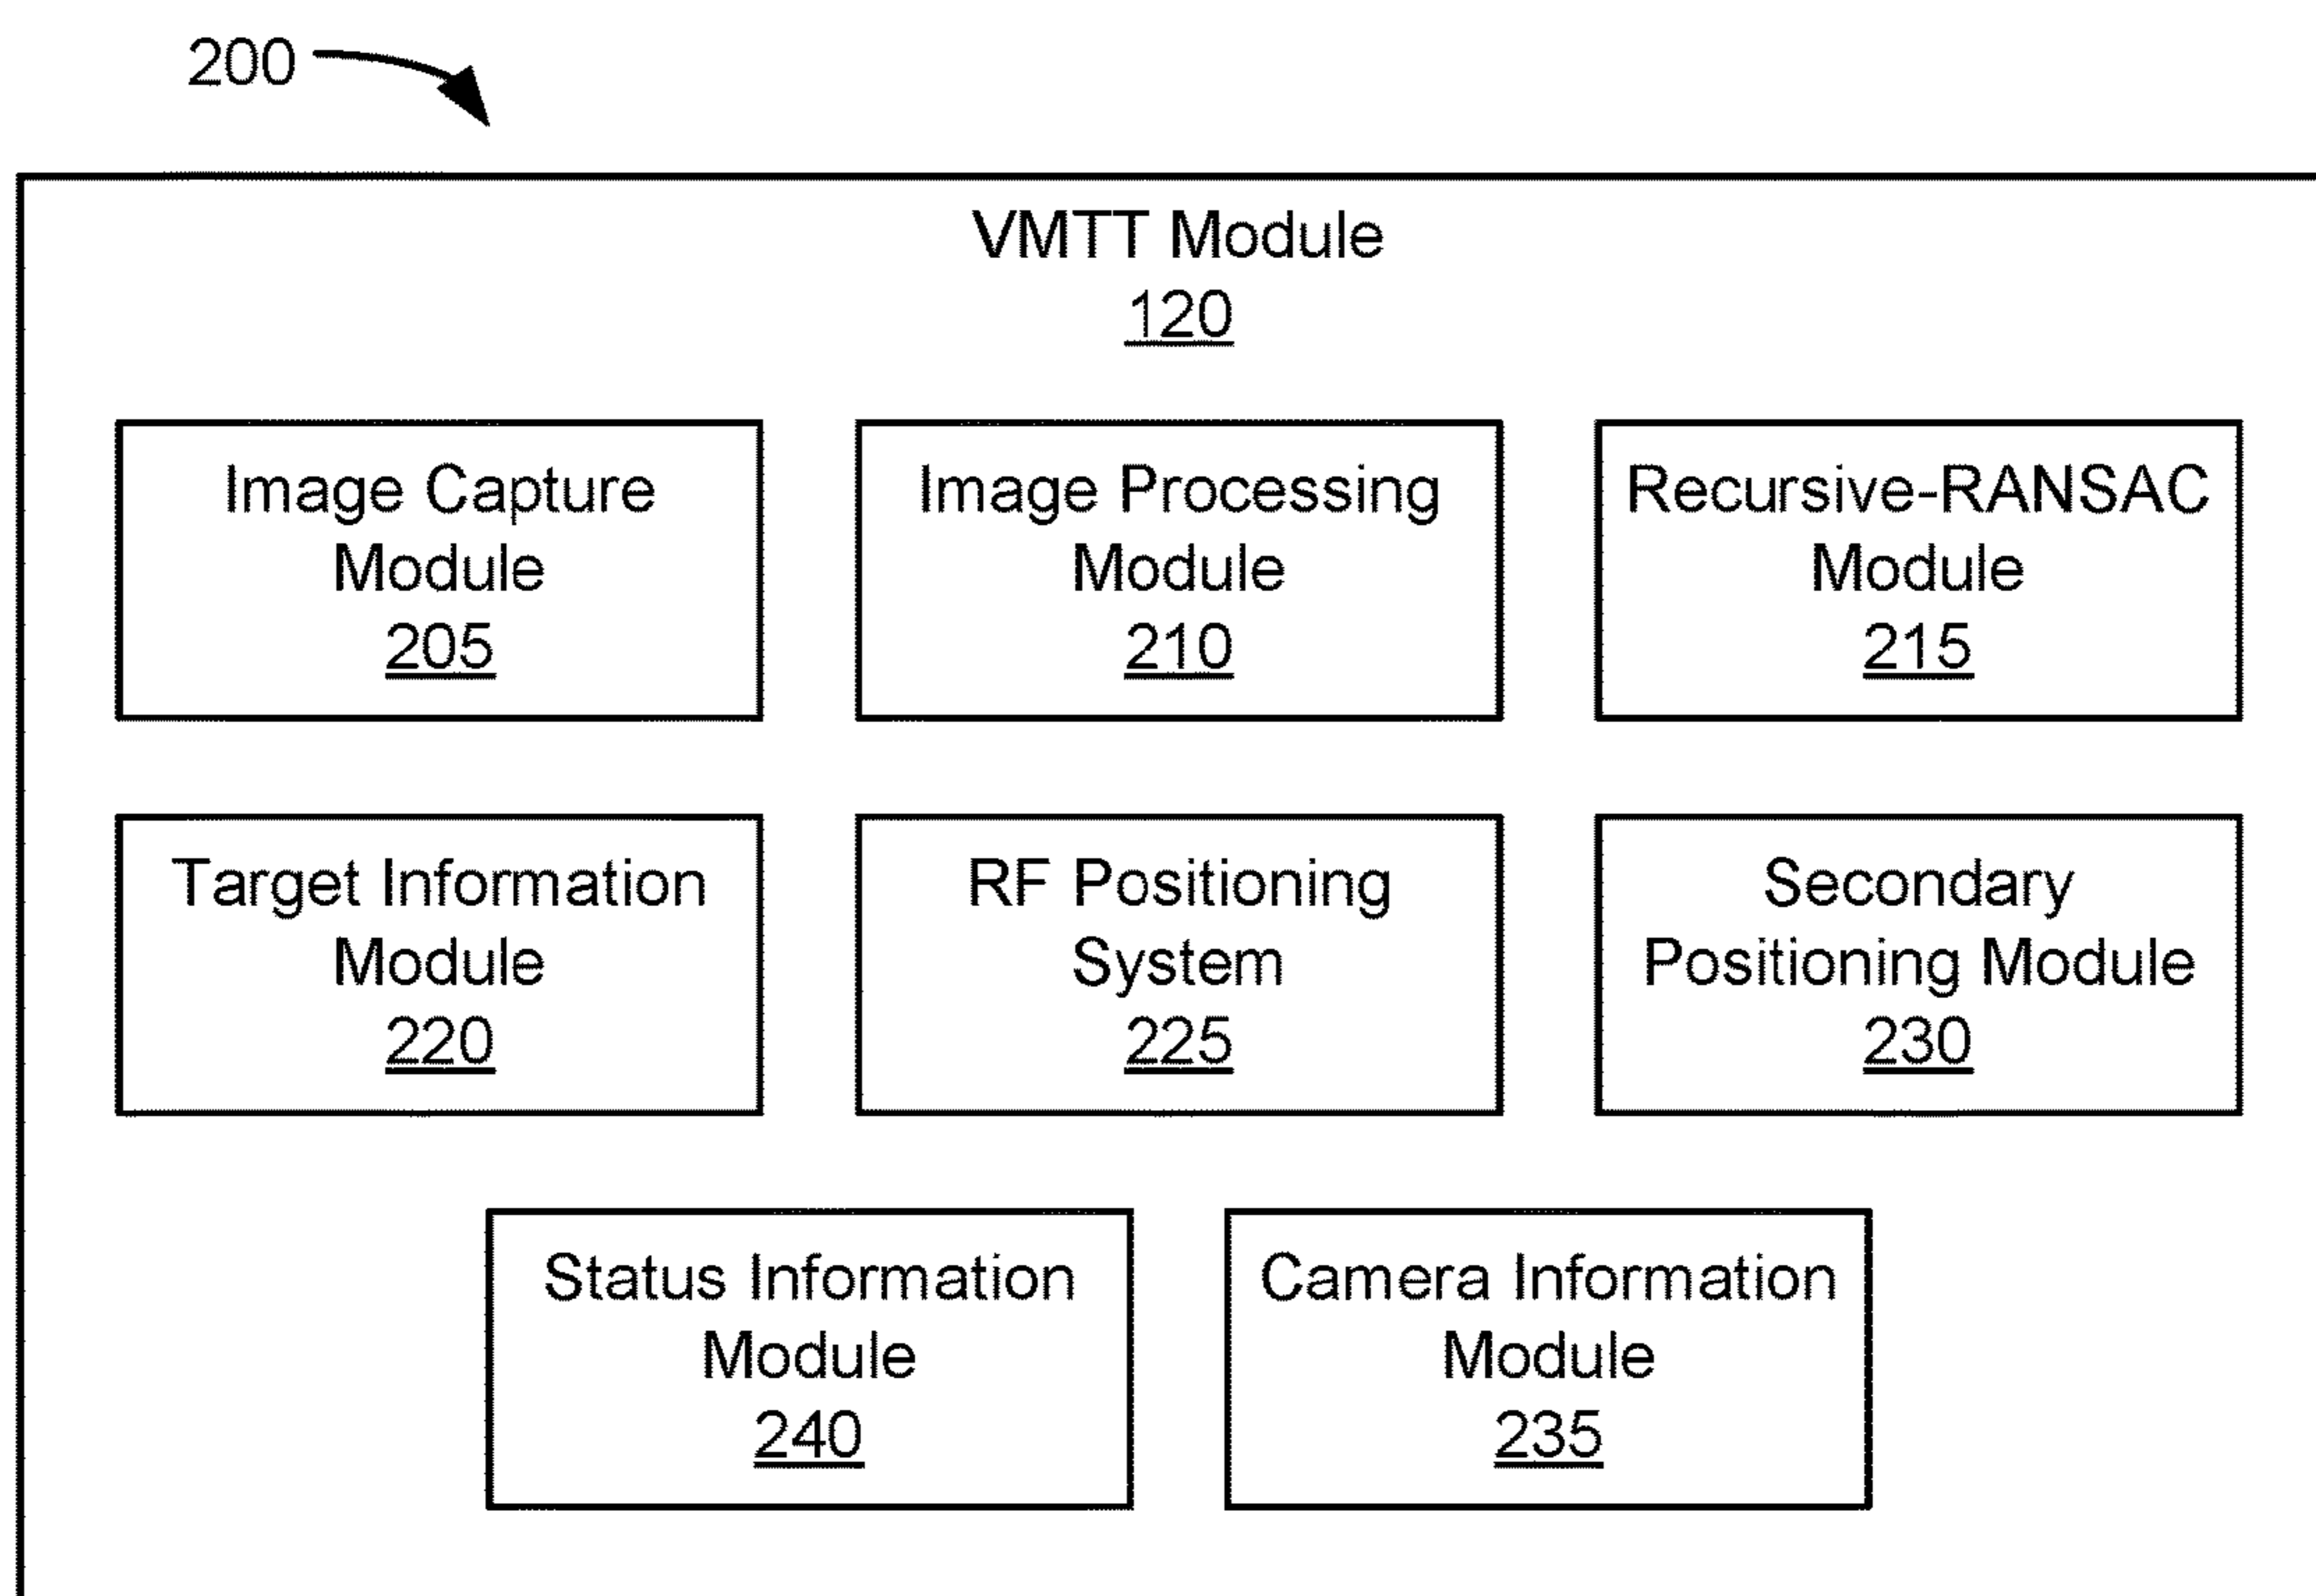 200
VMTT Module
120
Image Capture
Module
205
Image Processing
Module
210
Recursive-RANSAC
Module
215
Target Information
Module
220
RF Positioning
System
225
Secondary
Positioning Module
230
Status Information
Module
240
Camera Information
Module
235